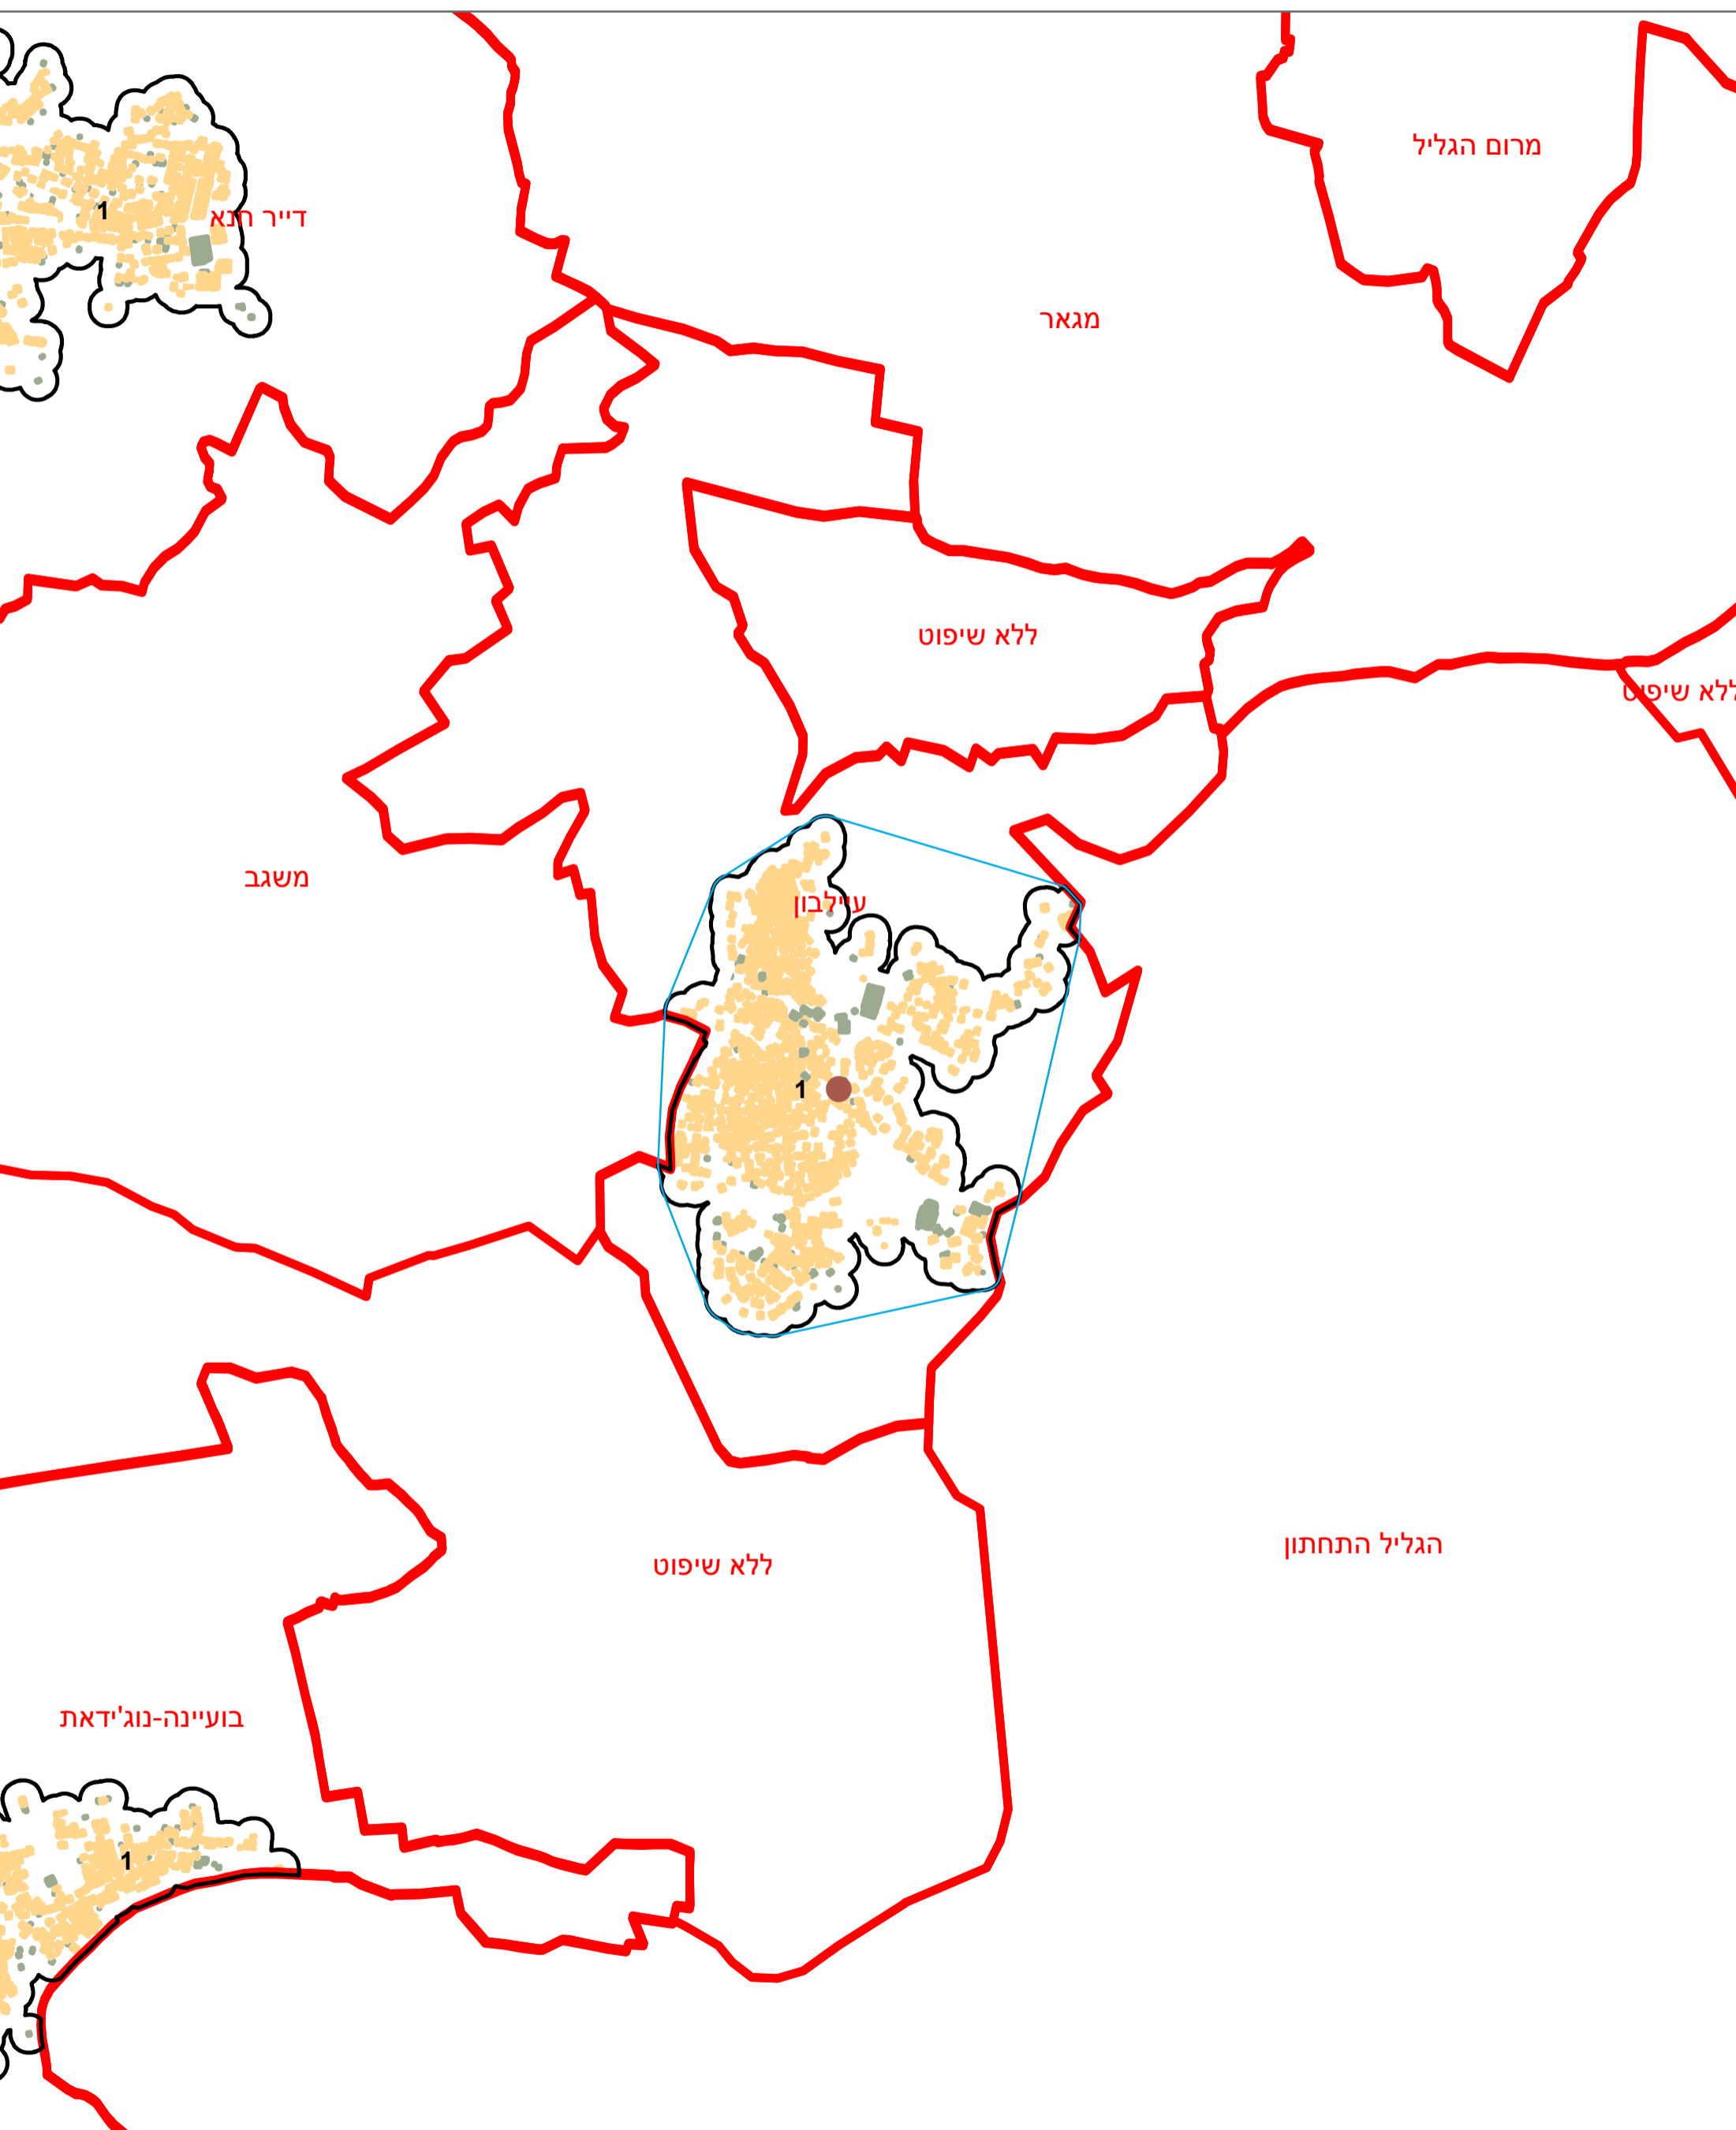 מרום הגליל
1
דייר חנא
מגאר
ללא שיפוט
ללא שיפוט
משגב
עיילבון
1
הגליל התחתון
ללא שיפוט
בועיינה-נוג'ידאת
1